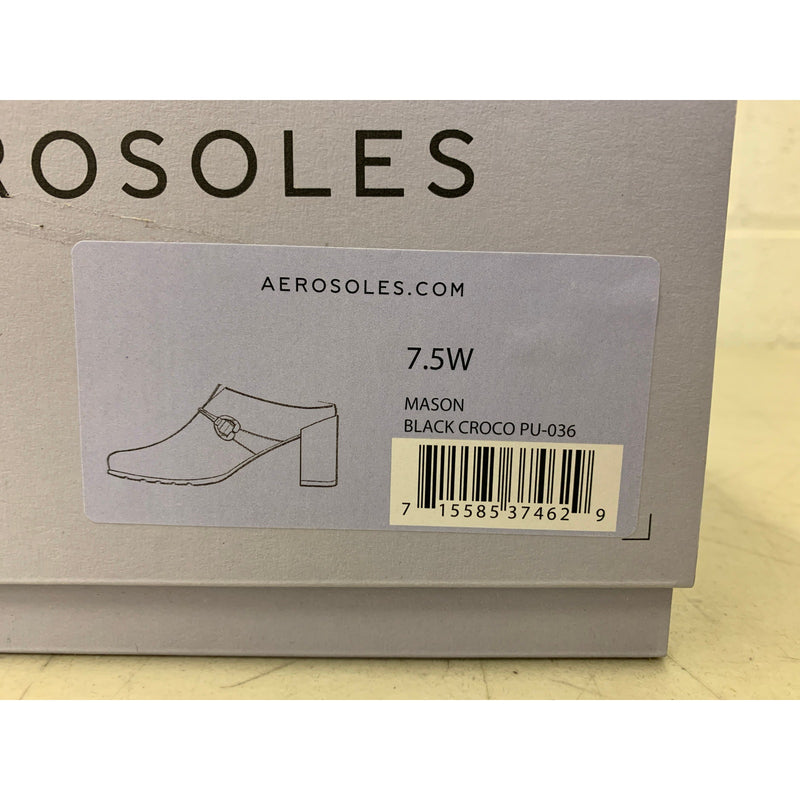 ROSOLES
AEROSOLES.COM
7.5W
MASON
BLACK CROCO PU-036
7 15585 37462 9